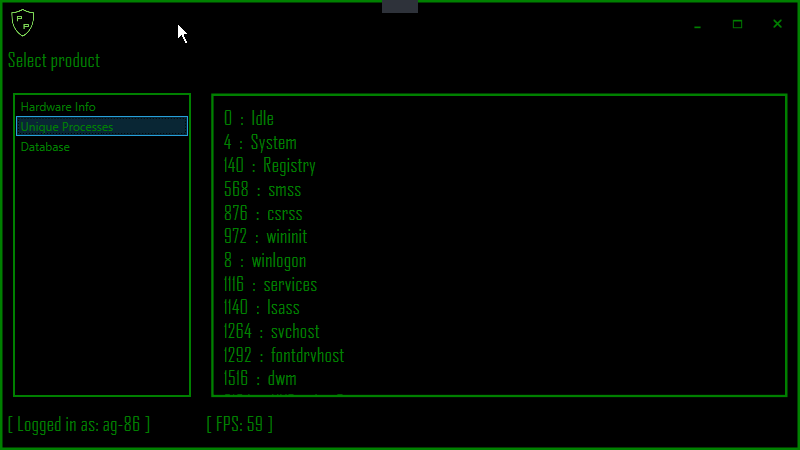 P
P
Select product
Hardware Info
Unique Processes
Database
0 : Idle
4 : System
140 : Registry
568 : smss
876 : csrss
972 : wininit
8 : winlogon
1116 : services
1140 : lsass
1264 : svchost
1292 : fontdrvhost
1516 : dwm
[ Logged in as: ag-86 ]
[ FPS: 59 ]